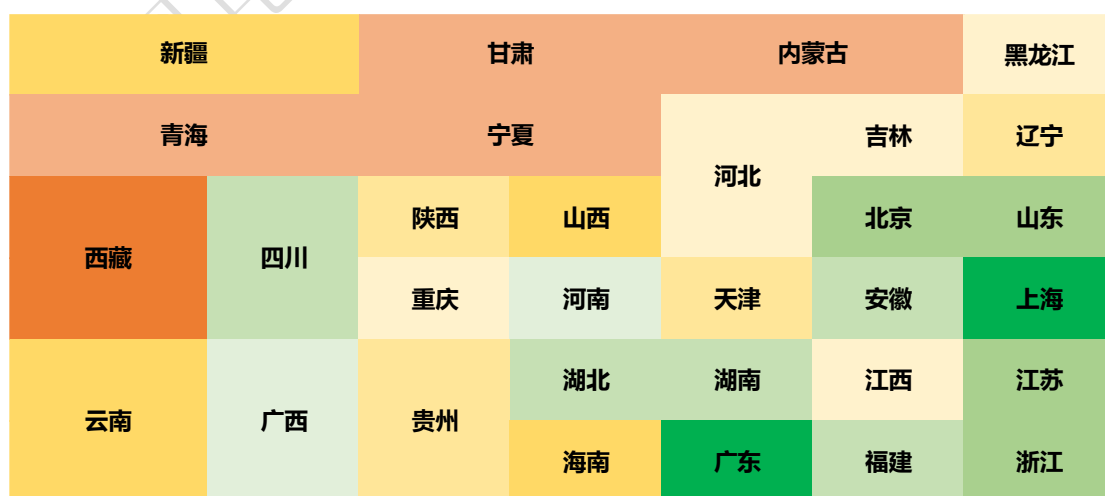 新疆 甘肃 内蒙古 黑龙江
青海 宁夏 吉林 辽宁
河北
陕西 山西 北京 山东
西藏 四川
重庆 河南 天津 安徽 上海
湖北 湖南 江西 江苏
云南 广西 贵州
海南 广东 福建 浙江